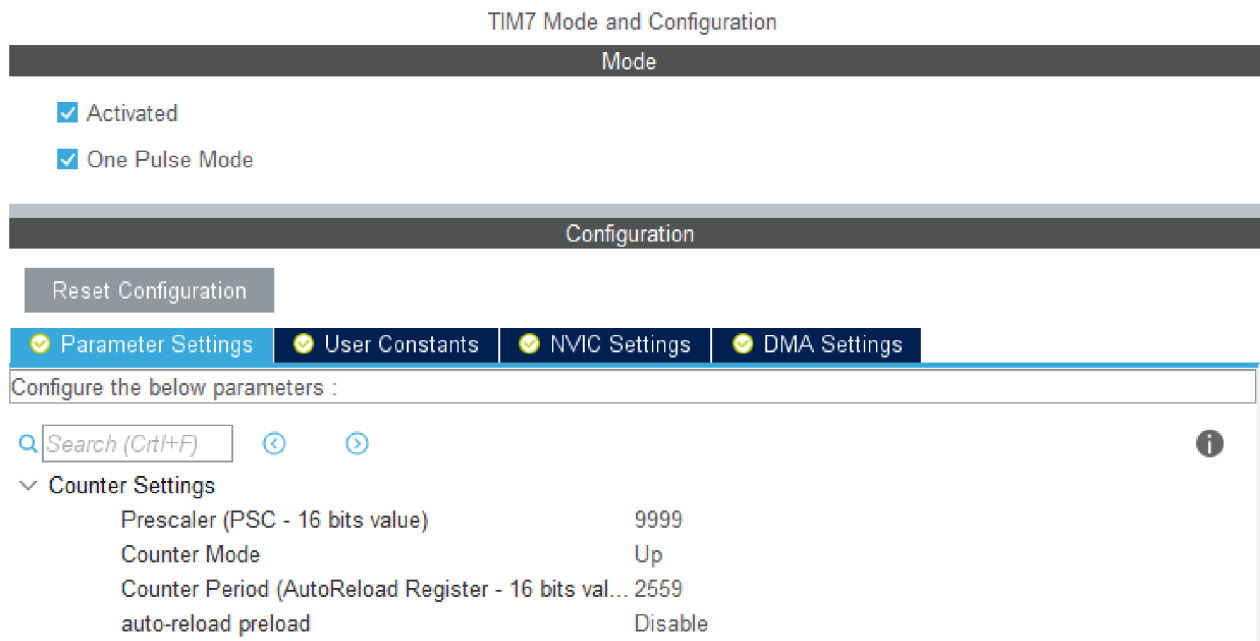 TIM7 Mode and Configuration
Mode
Activated
One Pulse Mode
Configuration
Reset Configuration
Parameter Settings User Constants NVIC Settings DMA Settings
Configure the below parameters :
Search (Crtl+F)
Counter Settings
Prescaler (PSC - 16 bits value) 9999
Counter Mode Up
Counter Period (AutoReload Register - 16 bits val... 2559
auto-reload preload Disable